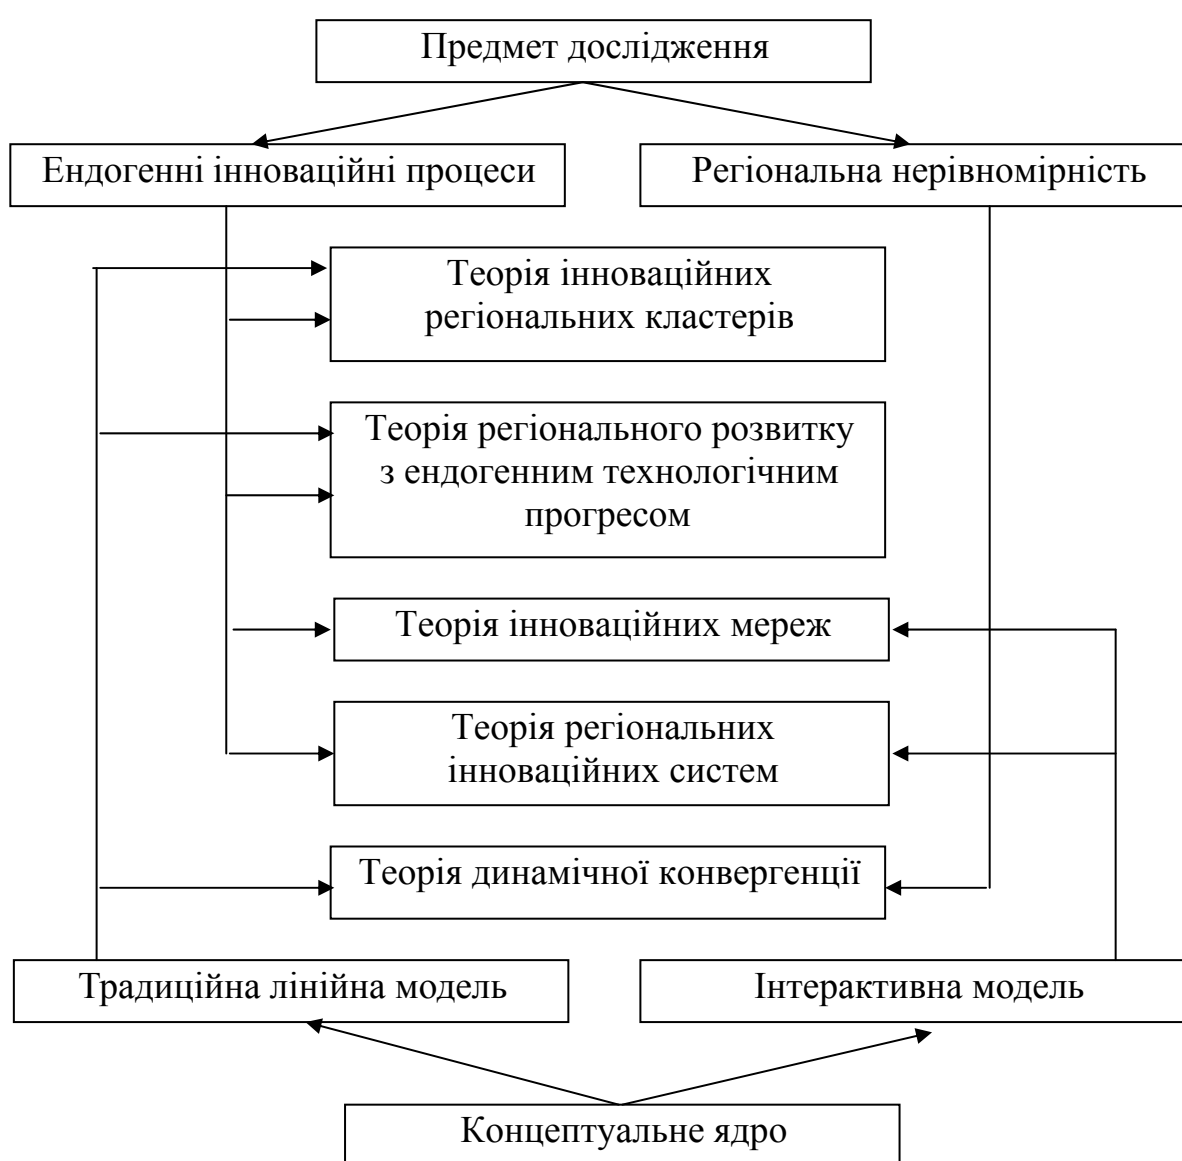 Предмет дослідження
Ендогенні інноваційні процеси
Регіональна нерівномірність
Теорія інноваційних
регіональних кластерів
Теорія регіонального розвитку
з ендогенним технологічним
прогресом
Теорія інноваційних мереж
Теорія регіональних
інноваційних систем
Теорія динамічної конвергенції
Традиційна лінійна модель
Інтерактивна модель
Концептуальне ядро